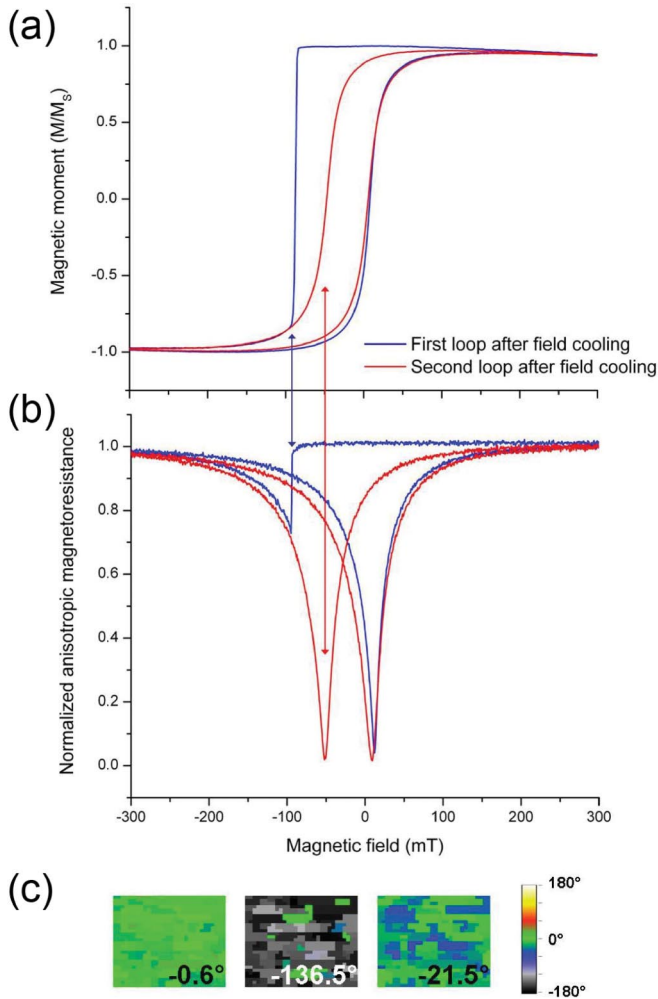 (a)
Magnetic moment (M/M_S)
1.0
0.5
0.0
-0.5
-1.0
First loop after field cooling
Second loop after field cooling
(b)
Normalized anisotropic magnetoresistance
1.0
0.8
0.6
0.4
0.2
0.0
-300 -200 -100 0 100 200 300
Magnetic field (mT)
(c)
-0.6° -136.5° -21.5°
180°
0°
-180°